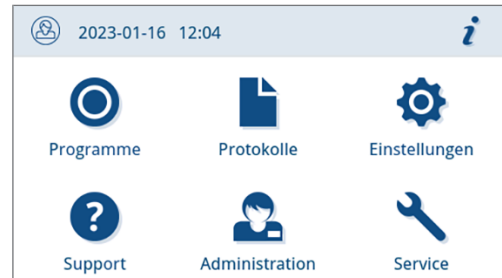 2023-01-16 12:04
Programme Protokolle Einstellungen
Support Administration Service